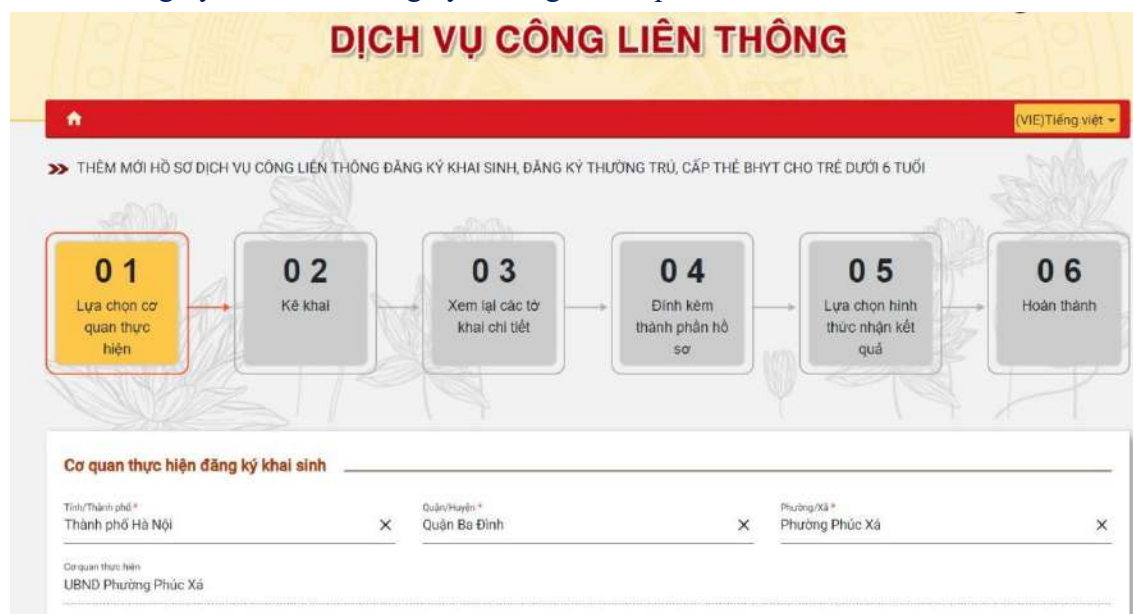 DỊCH VỤ CÔNG LIÊN THÔNG
(VIE)Tiếng việt
THÊM MỚI HỒ SƠ DỊCH VỤ CÔNG LIÊN THÔNG ĐĂNG KÝ KHAI SINH, ĐĂNG KÝ THƯỜNG TRÚ, CẤP THẺ BHYT CHO TRẺ DƯỚI 6 TUỔI
0 1
Lựa chọn cơ
quan thực
hiện
0 2
Kê khai
0 3
Xem lại các tờ
khai chi tiết
0 4
Đính kèm
thành phần hồ
sơ
0 5
Lựa chọn hình
thức nhận kết
quả
0 6
Hoàn thành
Cơ quan thực hiện đăng ký khai sinh
Tỉnh/Thành phố *
Thành phố Hà Nội
Quận/Huyện *
Quận Ba Đình
Phường/Xã *
Phường Phúc Xá
Cơ quan thực hiện
UBND Phường Phúc Xá